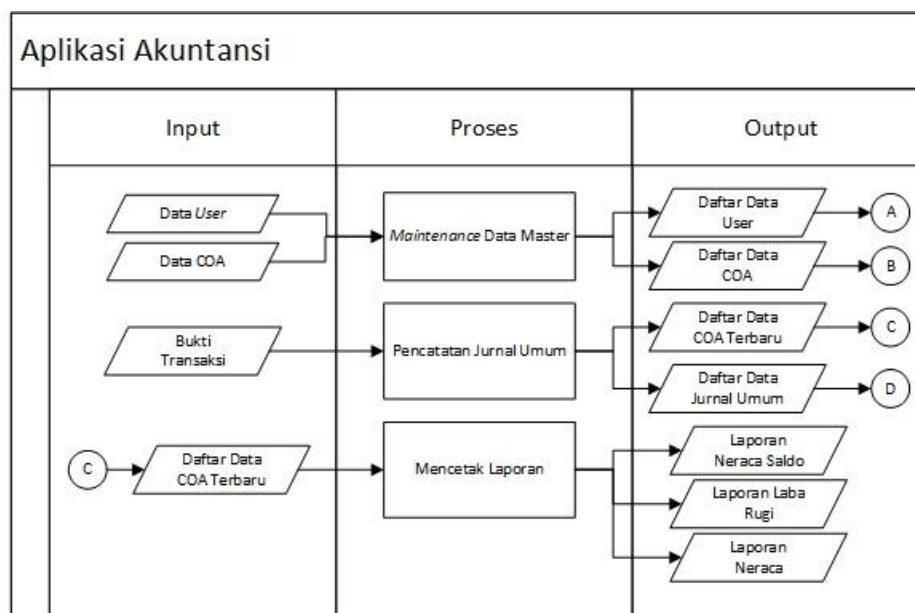 Aplikasi Akuntansi
Input
Proses
Output
Data User
Data COA
Maintenance Data Master
Daftar Data
User
A
Daftar Data
COA
B
Bukti
Transaksi
Pencatatan Jurnal Umum
Daftar Data
COA Terbaru
C
Daftar Data
Jurnal Umum
D
C
Daftar Data
COA Terbaru
Mencetak Laporan
Laporan
Neraca Saldo
Laporan Laba
Rugi
Laporan
Neraca